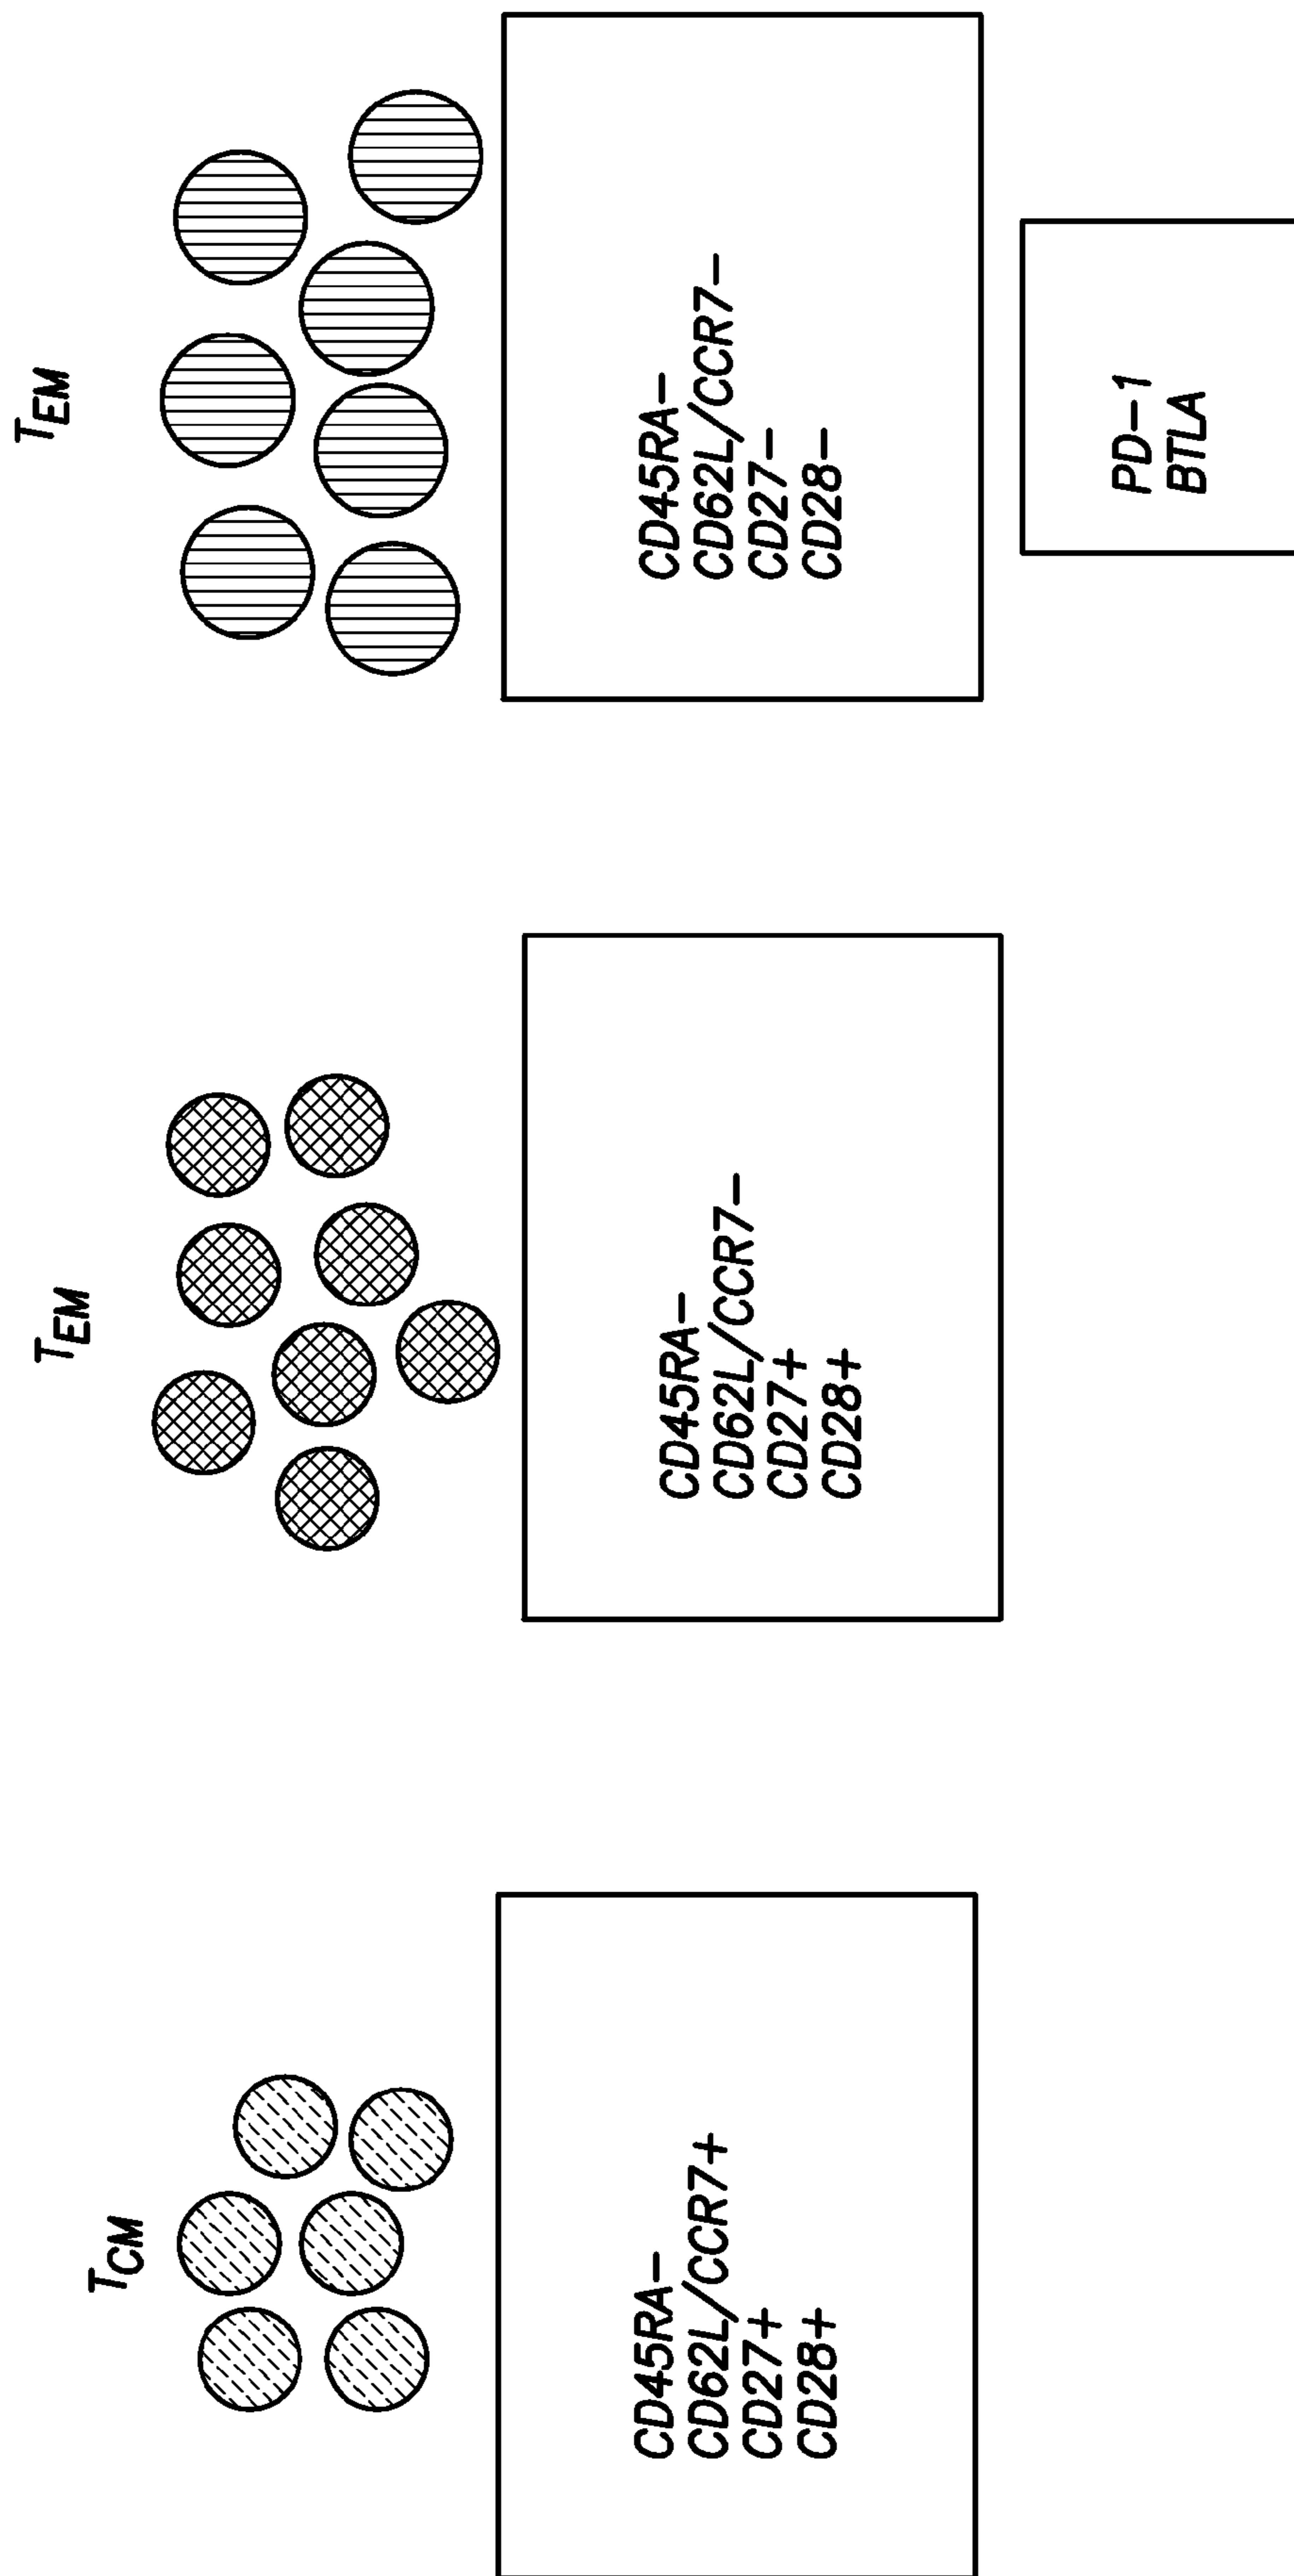 T_CM
CD45RA−
CD62L/CCR7+
CD27+
CD28+
T_EM
CD45RA−
CD62L/CCR7−
CD27+
CD28+
T_EM
CD45RA−
CD62L/CCR7−
CD27−
CD28−
PD−1
BTLA